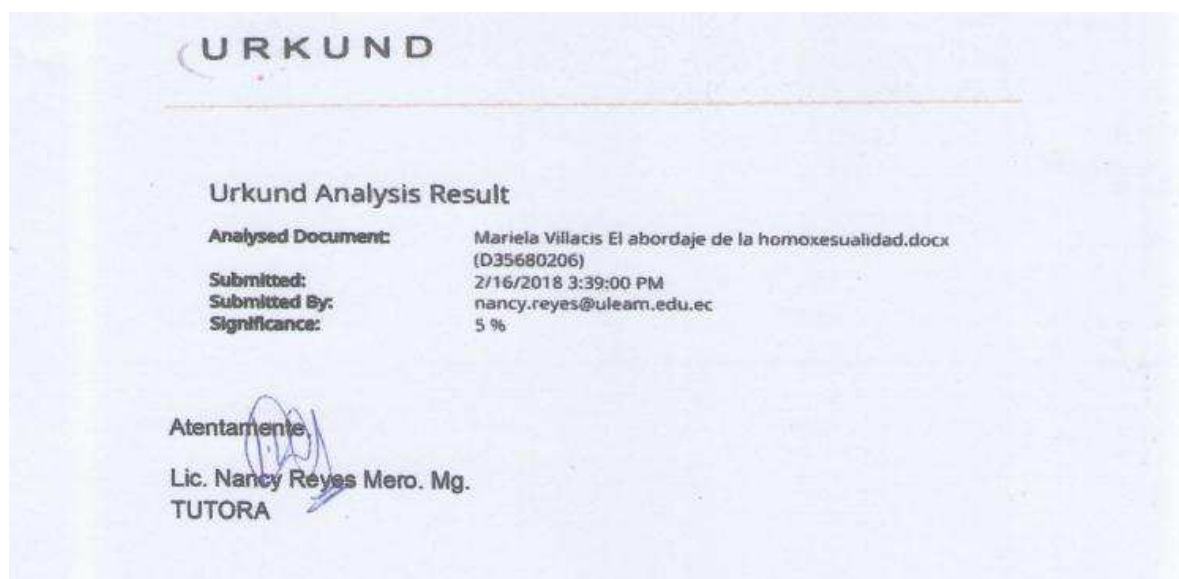 URKUND
Urkund Analysis Result
Analysed Document: Mariela Villacis El abordaje de la homoxesualidad.docx
(D35680206)
Submitted: 2/16/2018 3:39:00 PM
Submitted By: nancy.reyes@uleam.edu.ec
Significance: 5 %
Atentamente,
Lic. Nancy Reyes Mero. Mg.
TUTORA